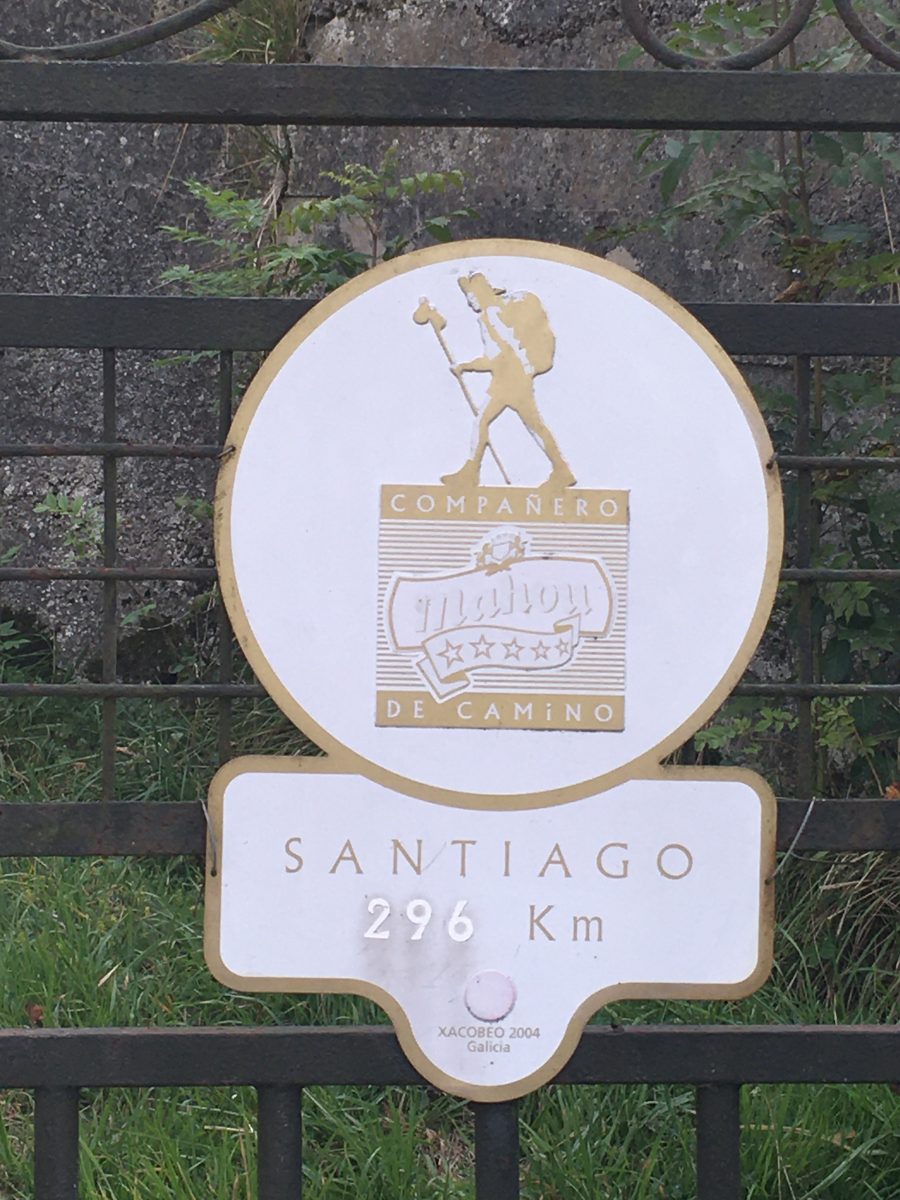 COMPAÑERO
Mahou
DE CAMiNO
SANTIAGO
296 Km
XACOBEO 2004
Galicia